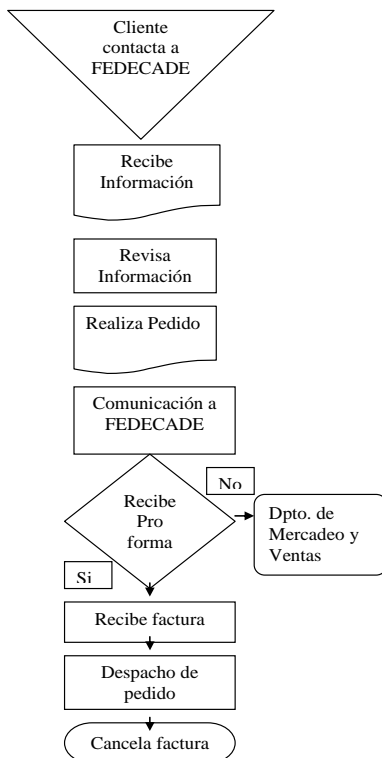 Cliente
contacta a
FEDECADE
Recibe
Información
Revisa
Información
Realiza Pedido
Comunicación a
FEDECADE
No
Recibe
Pro
forma
Dpto. de
Mercadeo y
Ventas
Si
Recibe factura
Despacho de
pedido
Cancela factura